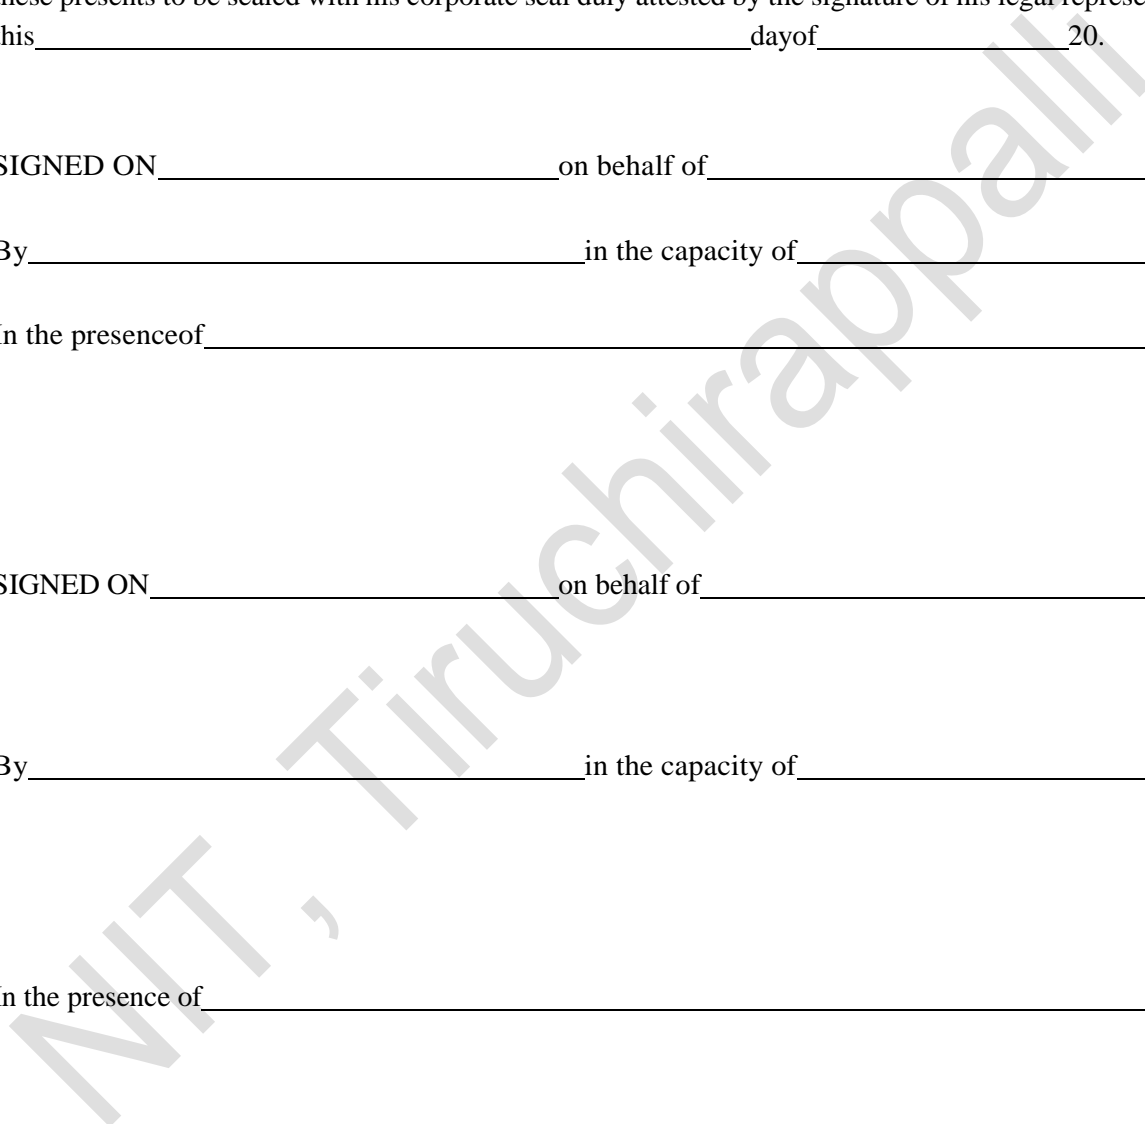 these presents to be sealed with his corporate seal duly attested by the signature of his legal
this dayof 20.
SIGNED ON on behalf of
By in the capacity of
In the presenceof
SIGNED ON on behalf of
By in the capacity of
In the presence of
NIT , Tiruchirappalli